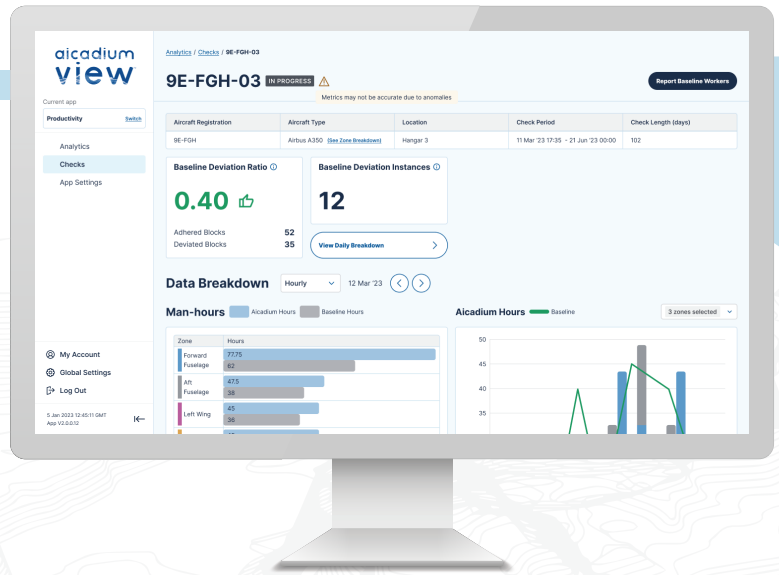 aicadium
view
Current app
Productivity
Switch
Analytics
Checks
App Settings
My Account
Global Settings
Log Out
5 Jan 2023 12:45:11 GMT
App V2.0.0.12
Analytics / Checks / 9E-FGH-03
9E-FGH-03 IN PROGRESS
Report Baseline Workers
Metrics may not be accurate due to anomalies
Aircraft Registration Aircraft Type Location Check Period Check Length (days)
9E-FGH Airbus A350 (See Zone Breakdown) Hangar 3 11 Mar '23 17:35 - 21 Jun '23 00:00 102
Baseline Deviation Ratio
0.40
Adhered Blocks 52
Deviated Blocks 35
Baseline Deviation Instances
12
View Daily Breakdown
Data Breakdown Hourly 12 Mar '23
Man-hours Aicadium Hours Baseline Hours
Zone Hours
Forward Fuselage
77.75
62
Aft Fuselage
47.5
38
Left Wing
45
36
Aicadium Hours Baseline 3 zones selected
50
45
40
35